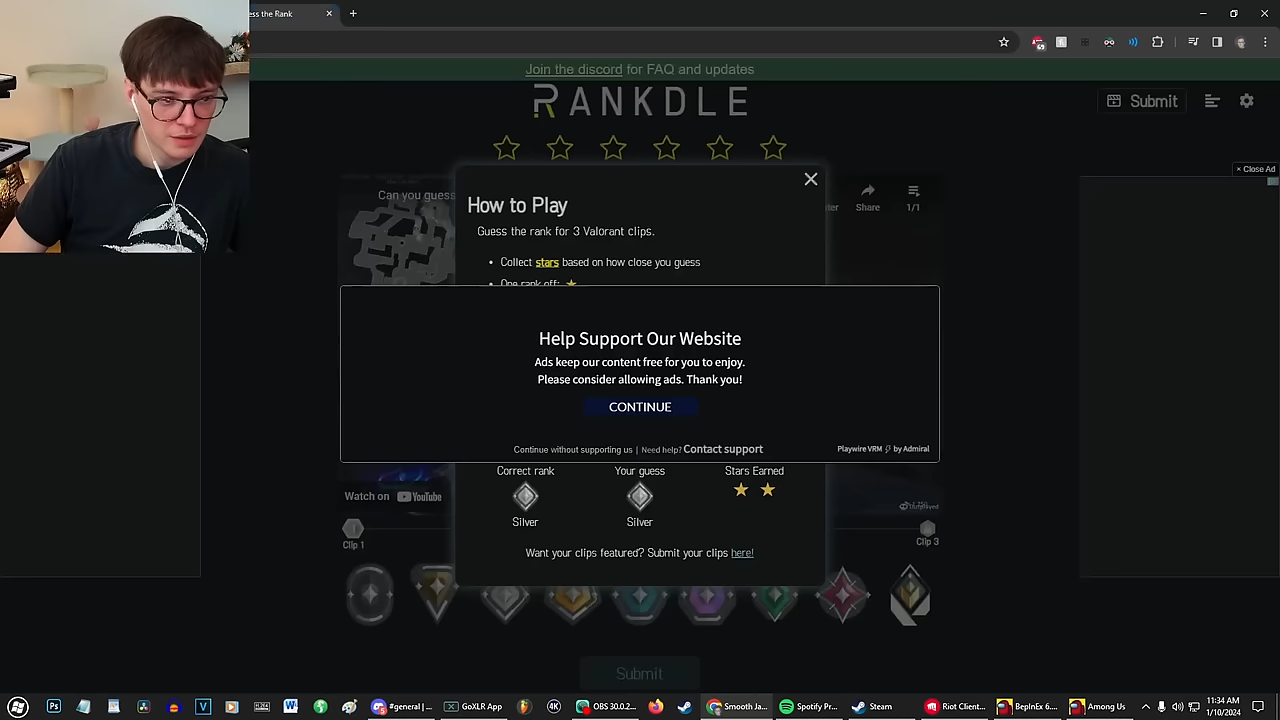 ess the Rank
Join the discord for FAQ and updates
RANKDLE
Submit
× Close Ad
Can you guess
Share
1/1
How to Play
Guess the rank for 3 Valorant clips.
• Collect stars based on how close you guess
• One rank off:
Help Support Our Website
Ads keep our content free for you to enjoy.
Please consider allowing ads. Thank you!
CONTINUE
Continue without supporting us | Need help? Contact support
Playwire VRM by Admiral
Correct rank
Your guess
Stars Earned
Watch on YouTube
Silver
Silver
Clip 1
Clip 3
Want your clips featured? Submit your clips here!
Submit
#general | ...
GoXLR App
OBS 30.0.2...
Smooth Ja...
Spotify Pr...
Steam
Riot Client...
RepInEx 6....
Among Us
11:34 AM
1/10/2024